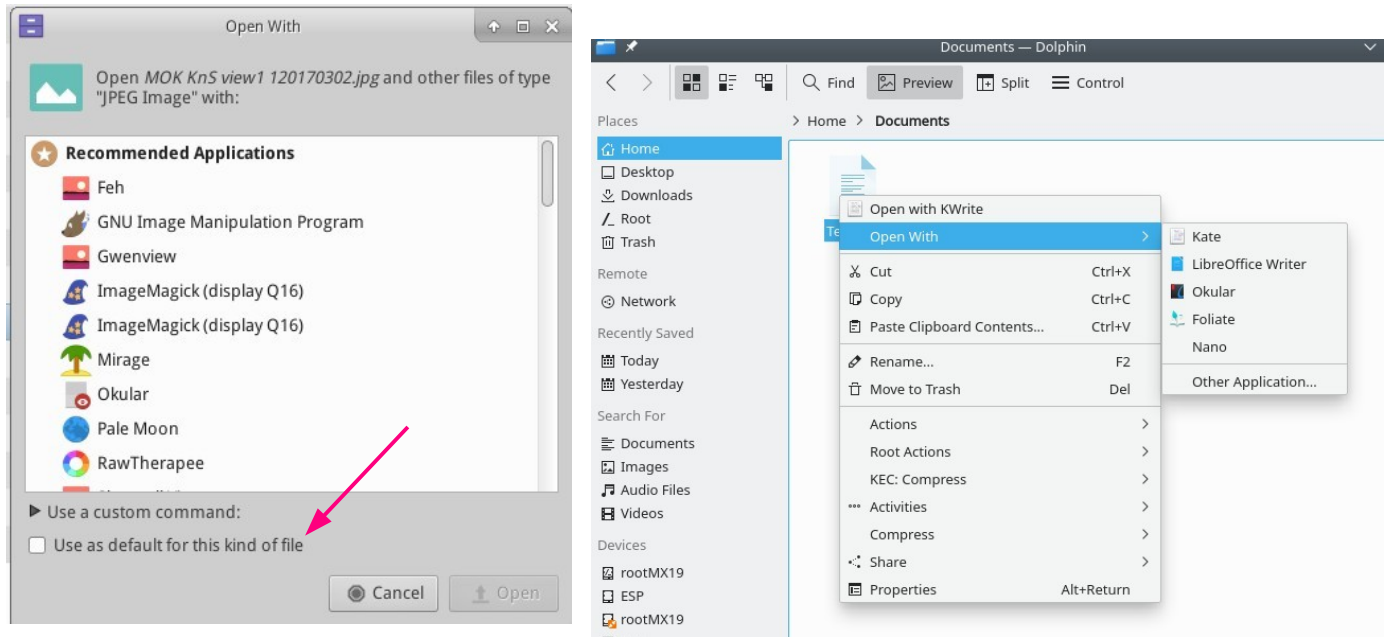 Open With
Open MOK KnS view1 120170302.jpg and other files of type
"JPEG Image" with:
Recommended Applications
Feh
GNU Image Manipulation Program
Gwenview
ImageMagick (display Q16)
ImageMagick (display Q16)
Mirage
Okular
Pale Moon
RawTherapee
Use a custom command:
Use as default for this kind of file
Cancel
Open
Documents — Dolphin
Find
Preview
Split
Control
Places
Home
Desktop
Downloads
Root
Trash
Remote
Network
Recently Saved
Today
Yesterday
Search For
Documents
Images
Audio Files
Videos
Devices
rootMX19
ESP
rootMX19
> Home > Documents
Te
Open with KWrite
Open With
Cut Ctrl+X
Copy Ctrl+C
Paste Clipboard Contents... Ctrl+V
Rename... F2
Move to Trash Del
Actions
Root Actions
KEC: Compress
Activities
Compress
Share
Properties Alt+Return
Kate
LibreOffice Writer
Okular
Foliate
Nano
Other Application...